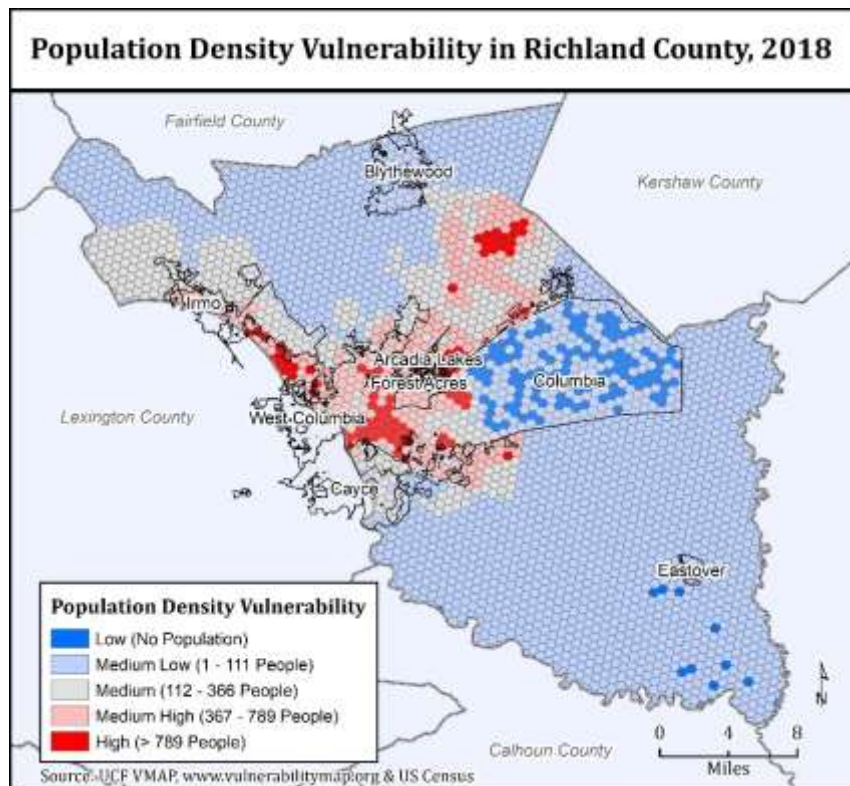 Population Density Vulnerability in Richland County, 2018
Fairfield County
Blythewood
Kershaw County
Irmo
Arcadia Lakes
Forest Acres
Columbia
Lexington County
West Columbia
Cayce
Eastover
Population Density Vulnerability
Low (No Population)
Medium Low (1 - 111 People)
Medium (112 - 366 People)
Medium High (367 - 789 People)
High (> 789 People)
N
0 4 8
Miles
Calhoun County
Source: UCF VMAP, www.vulnerabilitymap.org & US Census